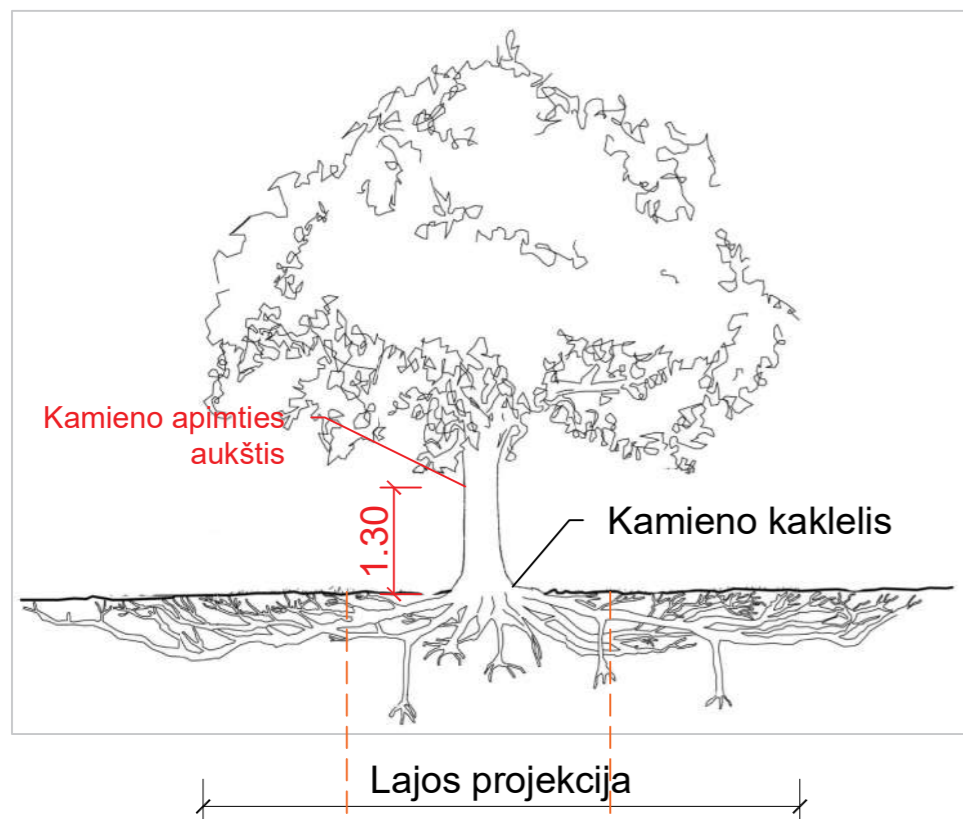 Kamieno apimties
aukštis
1.30
Kamieno kaklelis
Lajos projekcija